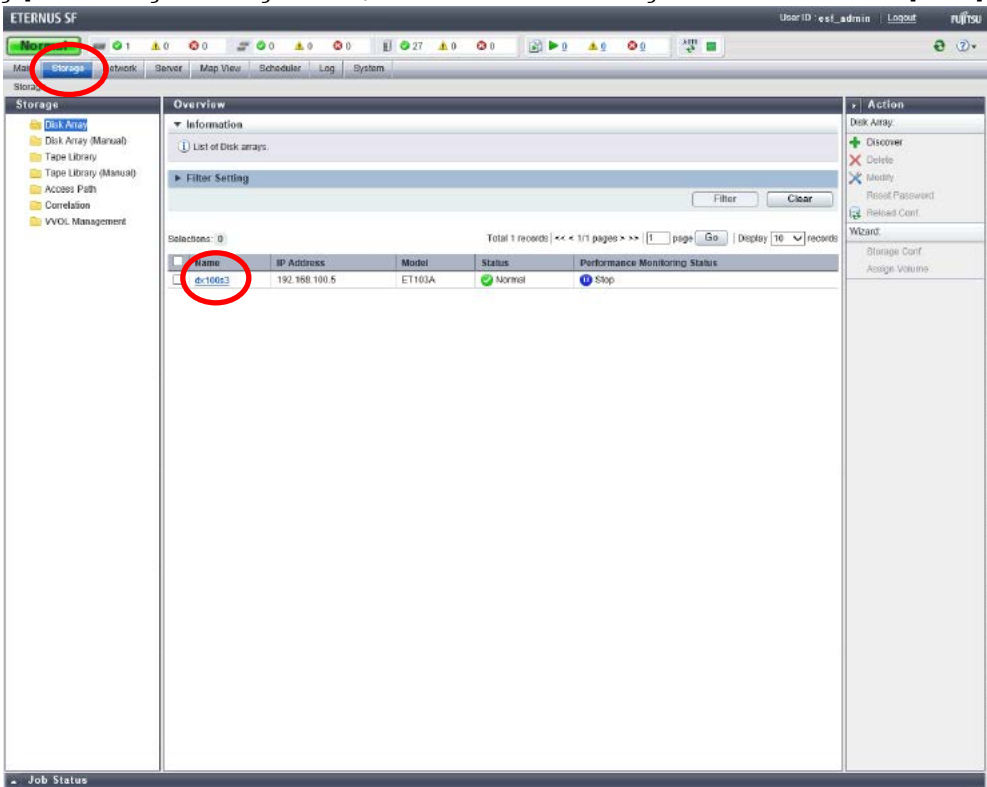 ETERNUS SF
User ID : esf_admin Logout FUJITSU
Normal 1 0 0 0 0 0 27 0 0 0 0 0
Main Storage Network Server Map View Scheduler Log System
Storage
Storage
Disk Array
Disk Array (Manual)
Tape Library
Tape Library (Manual)
Access Path
Correlation
VVOL Management
Overview
Information
List of Disk arrays.
Filter Setting
Filter Clear
Selections: 0 Total 1 records | << < 1/1 pages > >> | 1 page Go | Display 10 records
Name IP Address Model Status Performance Monitoring Status
dx100s3 192.168.100.5 ET103A Normal Stop
Action
Disk Array
Discover
Delete
Modify
Reset Password
Reload Conf.
Wizard:
Storage Conf.
Assign Volume
Job Status